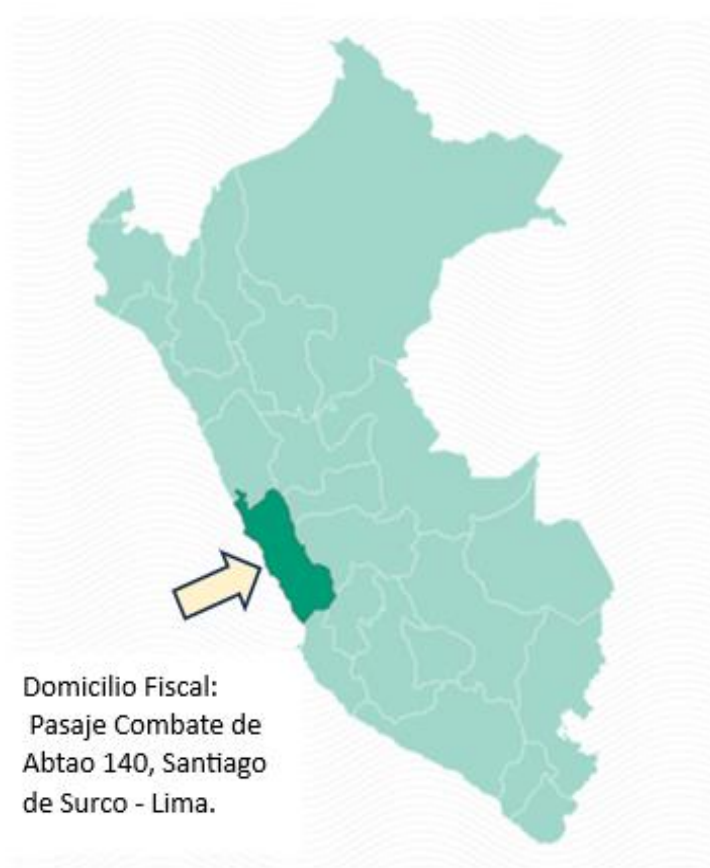 Domicilio Fiscal:
Pasaje Combate de
Abtao 140, Santiago
de Surco - Lima.